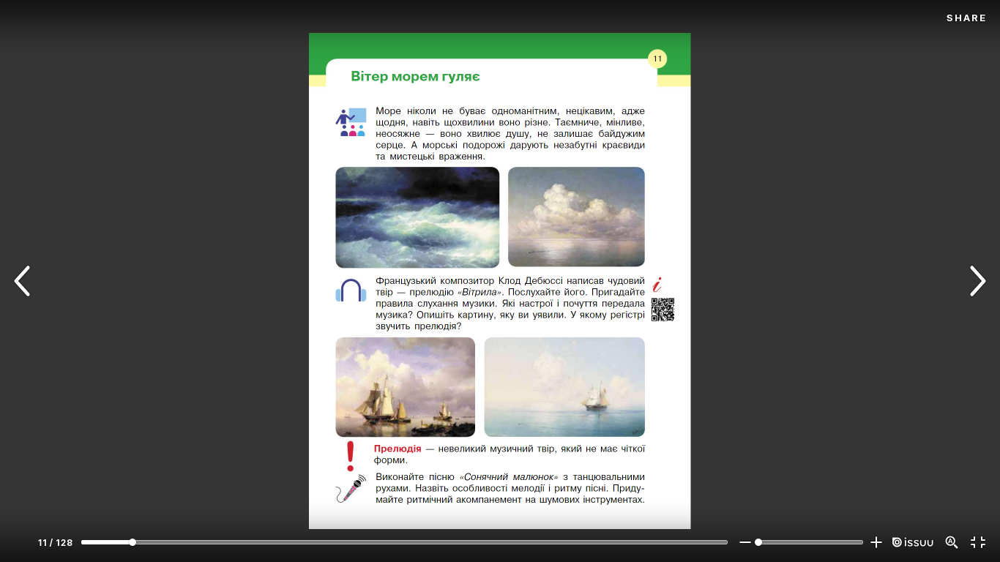 SHARE
11
Вітер морем гуляє
Море ніколи не буває одноманітним, нецікавим, адже
щодня, навіть щохвилини воно різне. Таємниче, мінливе,
неосяжне — воно хвилює душу, не залишає байдужим
серце. А морські подорожі дарують незабутні краєвиди
та мистецькі враження.
Французький композитор Клод Дебюссі написав чудовий
твір — прелюдію «Вітрила». Послухайте його. Пригадайте
правила слухання музики. Які настрої і почуття передала
музика? Опишіть картину, яку ви уявили. У якому регістрі
звучить прелюдія?
i
Прелюдія — невеликий музичний твір, який не має чіткої
форми.
Виконайте пісню «Сонячний малюнок» з танцювальними
рухами. Назвіть особливості мелодії і ритму пісні. Приду-
майте ритмічний акомпанемент на шумових інструментах.
11 / 128
issuu